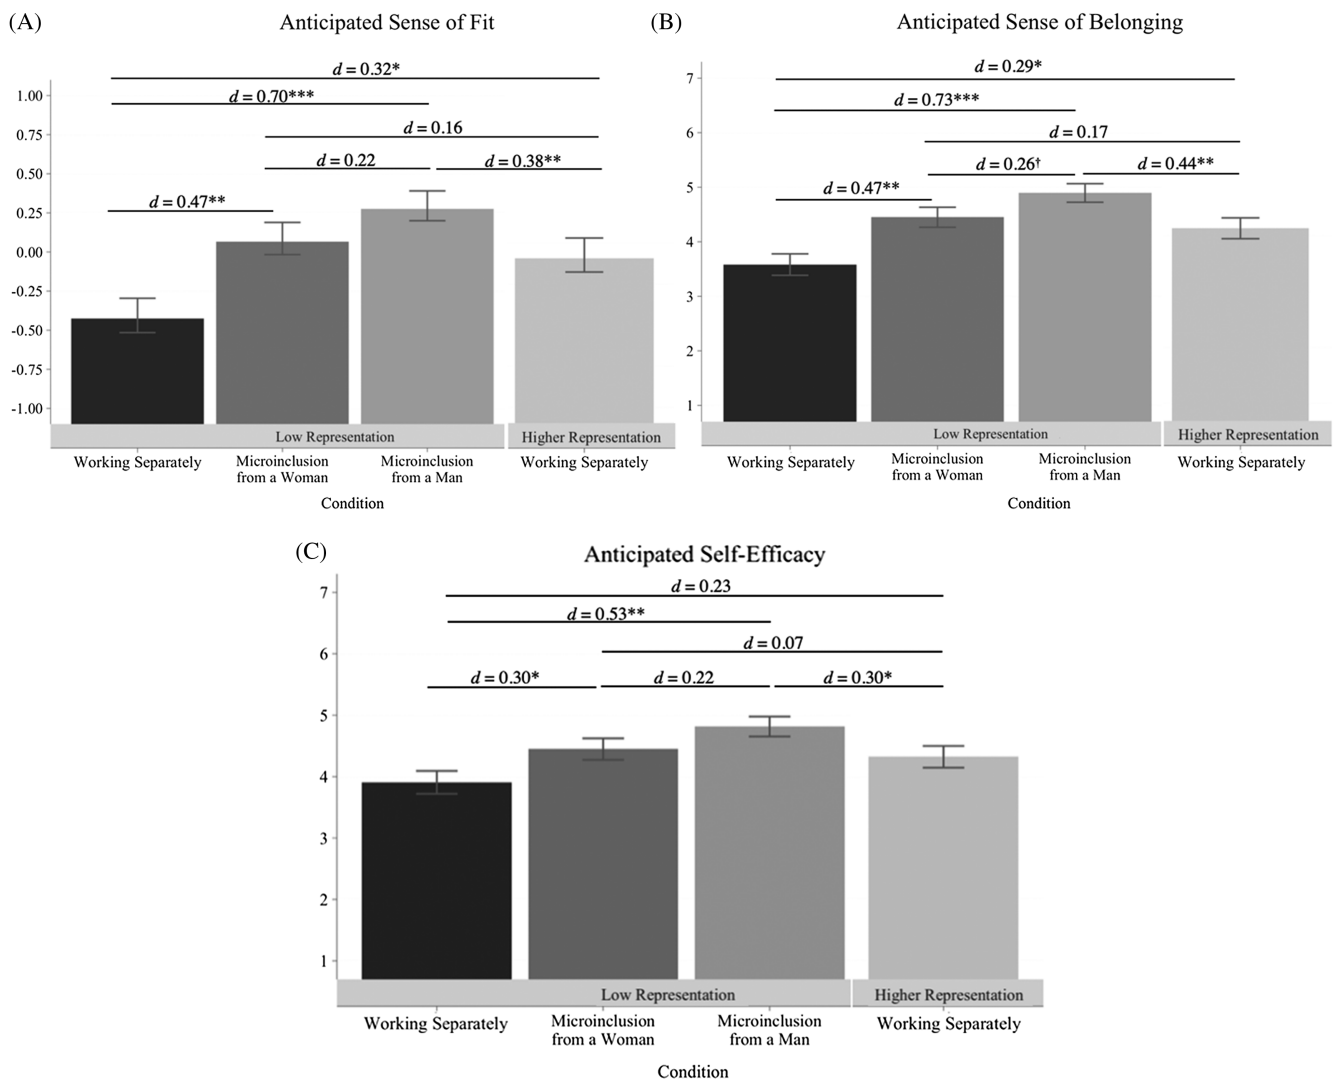 (A)
Anticipated Sense of Fit
d = 0.32*
d = 0.70***
d = 0.16
d = 0.22
d = 0.38**
d = 0.47**
1.00
0.75
0.50
0.25
0.00
-0.25
-0.50
-0.75
-1.00
Low Representation
Higher Representation
Working Separately
Microinclusion
from a Woman
Microinclusion
from a Man
Working Separately
Condition
(B)
Anticipated Sense of Belonging
d = 0.29*
d = 0.73***
d = 0.17
d = 0.26†
d = 0.44**
d = 0.47**
7
6
5
4
3
2
1
Low Representation
Higher Representation
Working Separately
Microinclusion
from a Woman
Microinclusion
from a Man
Working Separately
Condition
(C)
Anticipated Self-Efficacy
d = 0.23
d = 0.53**
d = 0.07
d = 0.30*
d = 0.22
d = 0.30*
7
6
5
4
3
2
1
Low Representation
Higher Representation
Working Separately
Microinclusion
from a Woman
Microinclusion
from a Man
Working Separately
Condition